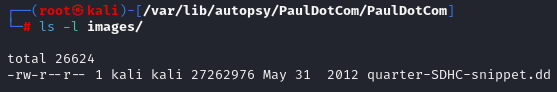 ┌──(root㉿kali)-[/var/lib/autopsy/PaulDotCom/PaulDotCom]
└─# ls -l images/
total 26624
-rw-r--r-- 1 kali kali 27262976 May 31  2012 quarter-SDHC-snippet.dd